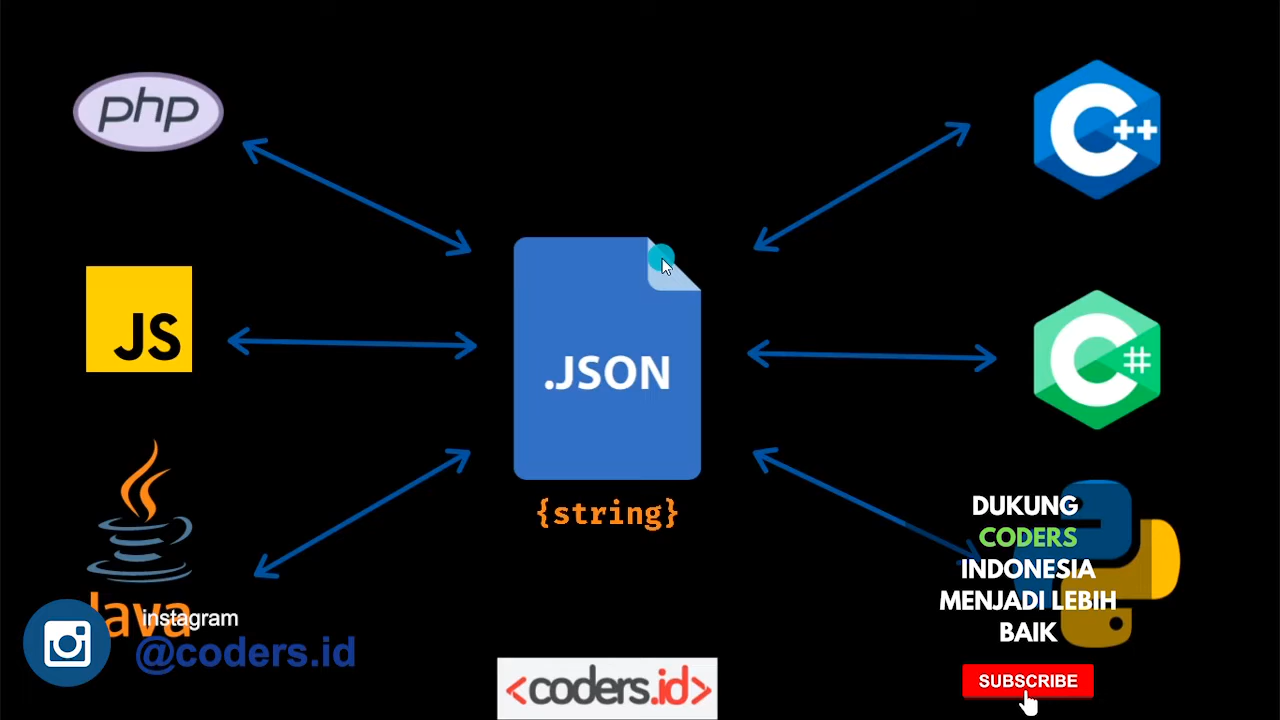 php
C++
JS
.JSON
C#
{string}
Java
instagram
@coders.id
DUKUNG
CODERS
INDONESIA
MENJADI LEBIH
BAIK
SUBSCRIBE
<coders.id>